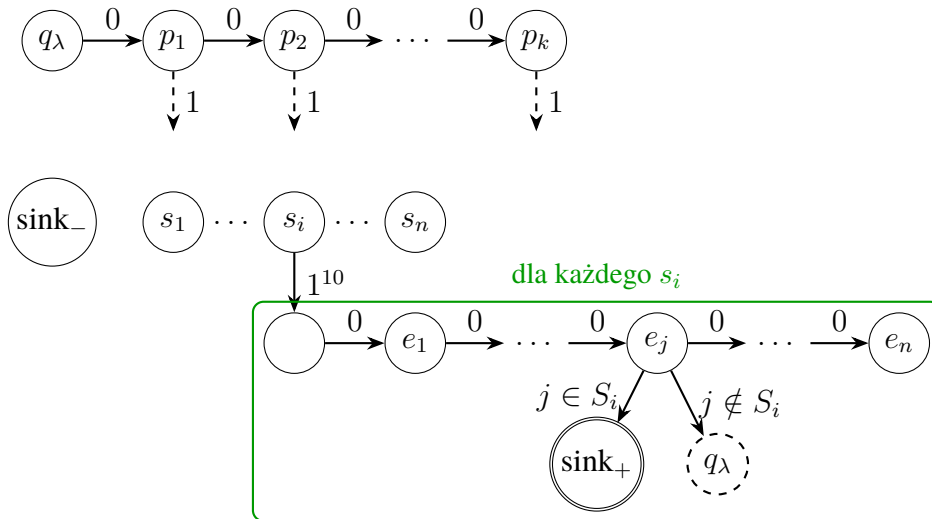 0 0 0 0
q_λ p_1 p_2 ⋯ p_k
1 1 1
sink_− s_1 ⋯ s_i ⋯ s_n
1^{10} dla każdego s_i
0 0 0 0 0
e_1 ⋯ e_j ⋯ e_n
j ∈ S_i j ∉ S_i
sink_+ q_λ